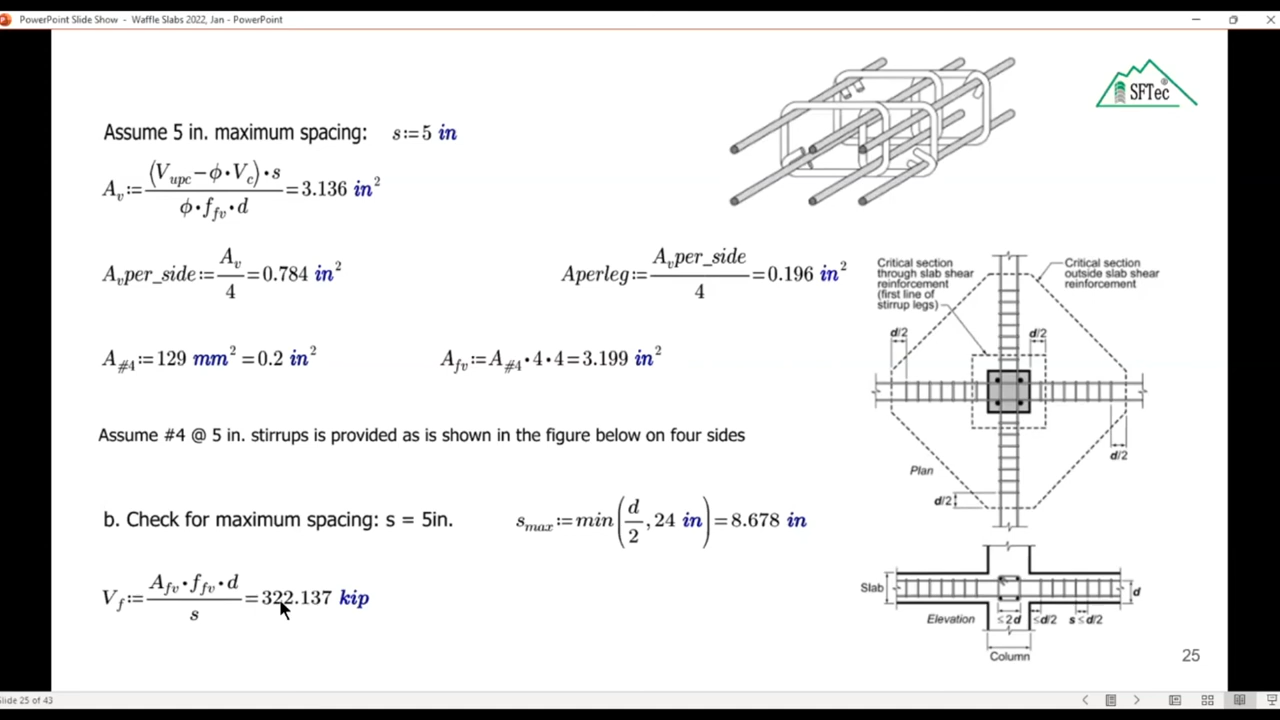 PowerPoint Slide Show - Waffle Slabs 2022, Jan - PowerPoint
SFTec®
Assume 5 in. maximum spacing: s:=5 in
A_v:=((V_upc−ϕ•V_c)•s)/(ϕ•f_fv•d)=3.136 in²
A_vper_side:=A_v/4=0.784 in²
Aperleg:=A_vper_side/4=0.196 in²
A_#4:=129 mm²=0.2 in²
A_fv:=A_#4•4•4=3.199 in²
Assume #4 @ 5 in. stirrups is provided as is shown in the figure below on four sides
b. Check for maximum spacing: s = 5in.
s_max:=min(d/2, 24 in)=8.678 in
V_f:=(A_fv•f_fv•d)/s=322.137 kip
Critical section
through slab shear
reinforcement
(first line of
stirrup legs)
Critical section
outside slab shear
reinforcement
d/2
d/2
d/2
Plan
d/2
Slab
d
Elevation
≤2d
≤d/2
s ≤d/2
Column
25
Slide 25 of 43